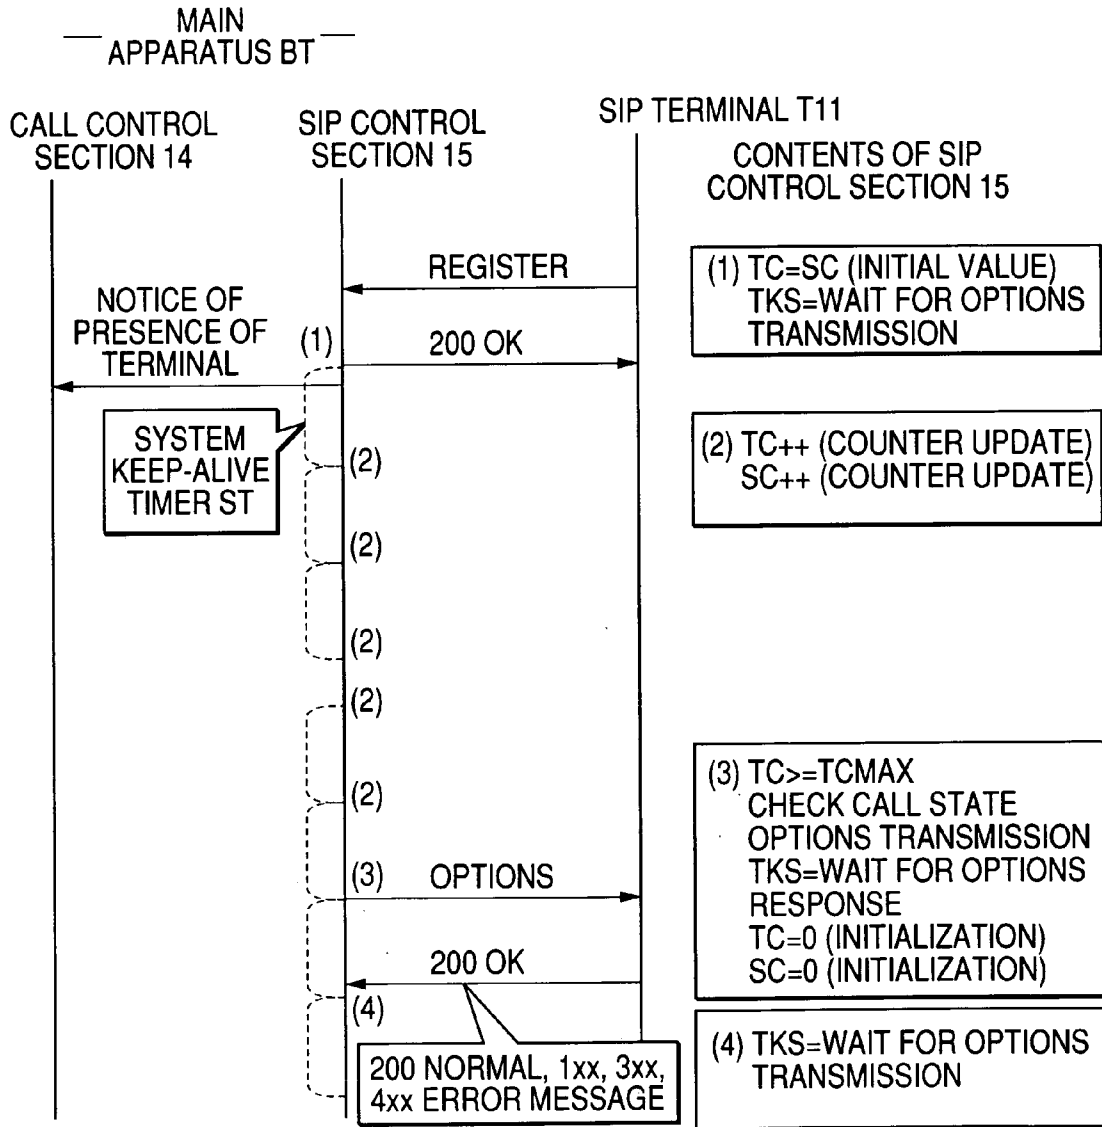 MAIN
APPARATUS BT
CALL CONTROL
SECTION 14
SIP CONTROL
SECTION 15
SIP TERMINAL T11
CONTENTS OF SIP
CONTROL SECTION 15
REGISTER
(1) TC=SC (INITIAL VALUE)
TKS=WAIT FOR OPTIONS
TRANSMISSION
NOTICE OF
PRESENCE OF
TERMINAL
(1)
200 OK
SYSTEM
KEEP-ALIVE
TIMER ST
(2)
(2) TC++ (COUNTER UPDATE)
SC++ (COUNTER UPDATE)
(2)
(2)
(2)
(2)
(3) TC>=TCMAX
CHECK CALL STATE
OPTIONS TRANSMISSION
TKS=WAIT FOR OPTIONS
RESPONSE
TC=0 (INITIALIZATION)
SC=0 (INITIALIZATION)
(3)
OPTIONS
200 OK
(4)
200 NORMAL, 1xx, 3xx,
4xx ERROR MESSAGE
(4) TKS=WAIT FOR OPTIONS
TRANSMISSION